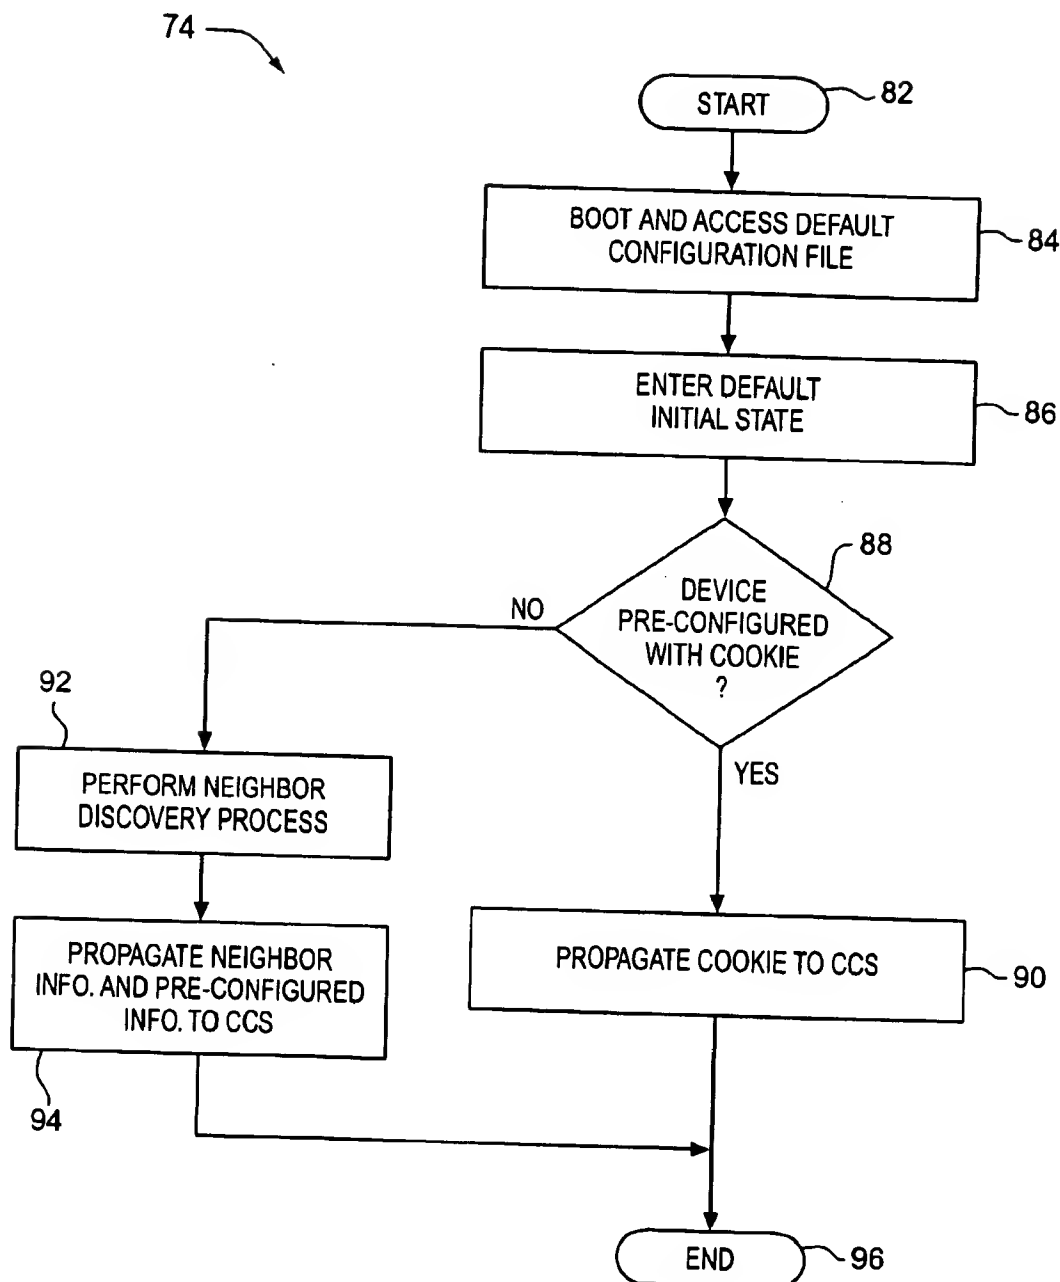 74
START
82
BOOT AND ACCESS DEFAULT
CONFIGURATION FILE
84
ENTER DEFAULT
INITIAL STATE
86
DEVICE
PRE-CONFIGURED
WITH COOKIE
?
88
NO
YES
92
PERFORM NEIGHBOR
DISCOVERY PROCESS
PROPAGATE NEIGHBOR
INFO. AND PRE-CONFIGURED
INFO. TO CCS
94
PROPAGATE COOKIE TO CCS
90
END
96